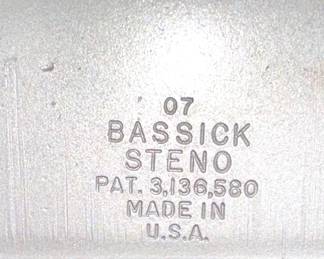 07
BASSICK
STENO
PAT. 3,136,580
MADE IN
U.S.A.